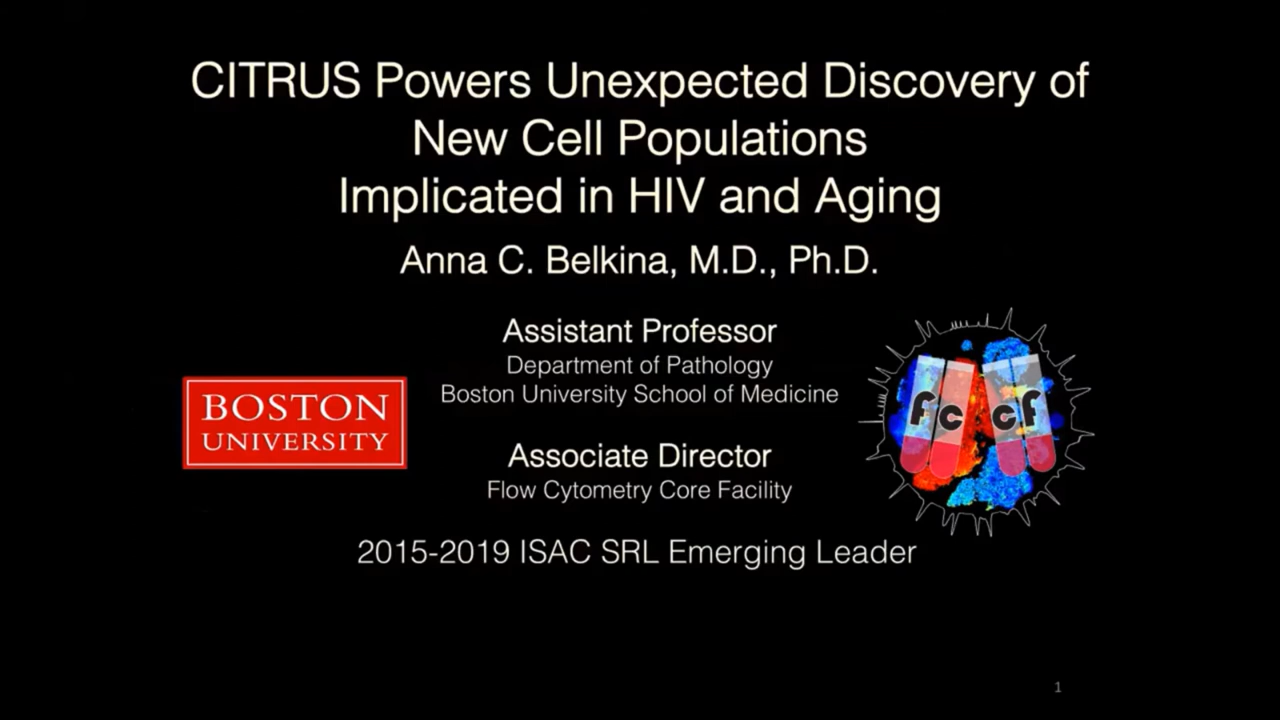 CITRUS Powers Unexpected Discovery of
New Cell Populations
Implicated in HIV and Aging
Anna C. Belkina, M.D., Ph.D.
Assistant Professor
Department of Pathology
Boston University School of Medicine
BOSTON
UNIVERSITY
Associate Director
Flow Cytometry Core Facility
fc cf
2015-2019 ISAC SRL Emerging Leader
1